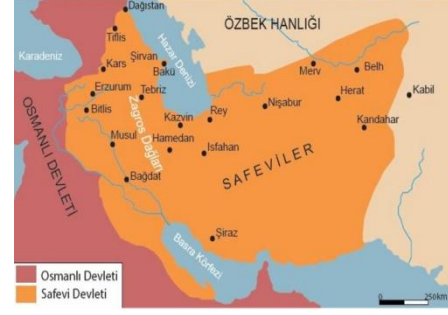 Dağıstan
ÖZBEK HANLIĞI
Tiflis
Karadeniz
Şirvan
Hazar Denizi
Kars
Bakü
Merv
Belh
Erzurum
Tebriz
Kabil
Bitlis
Nişabur
Herat
Rey
Kazvin
Zagros Dağları
Kandahar
OSMANLI DEVLETİ
Musul
Hamedan
Isfahan
SAFEVİLER
Bağdat
Şiraz
Basra Körfezi
Osmanlı Devleti
Safevi Devleti
0 250km